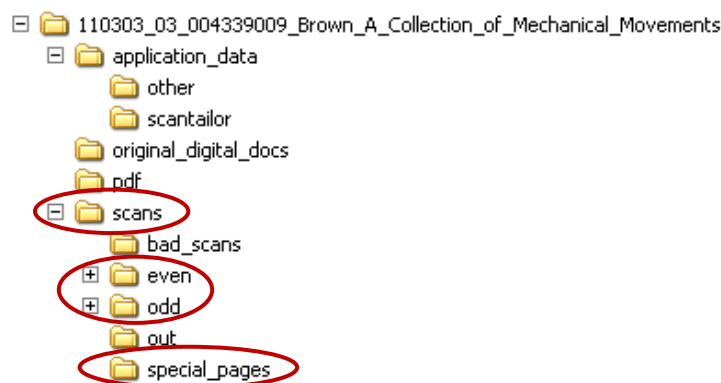 110303_03_004339009_Brown_A_Collection_of_Mechanical_Movements
application_data
other
scantailor
original_digital_docs
pdf
scans
bad_scans
even
odd
out
special_pages